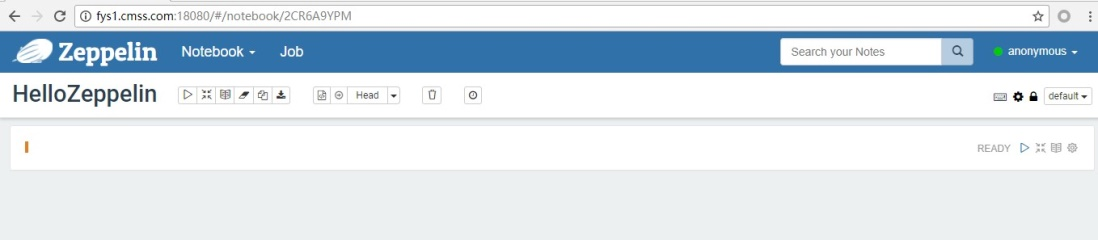 fys1.cmss.com:18080/#/notebook/2CR6A9YPM
Zeppelin Notebook Job Search your Notes anonymous
HelloZeppelin Head default
READY